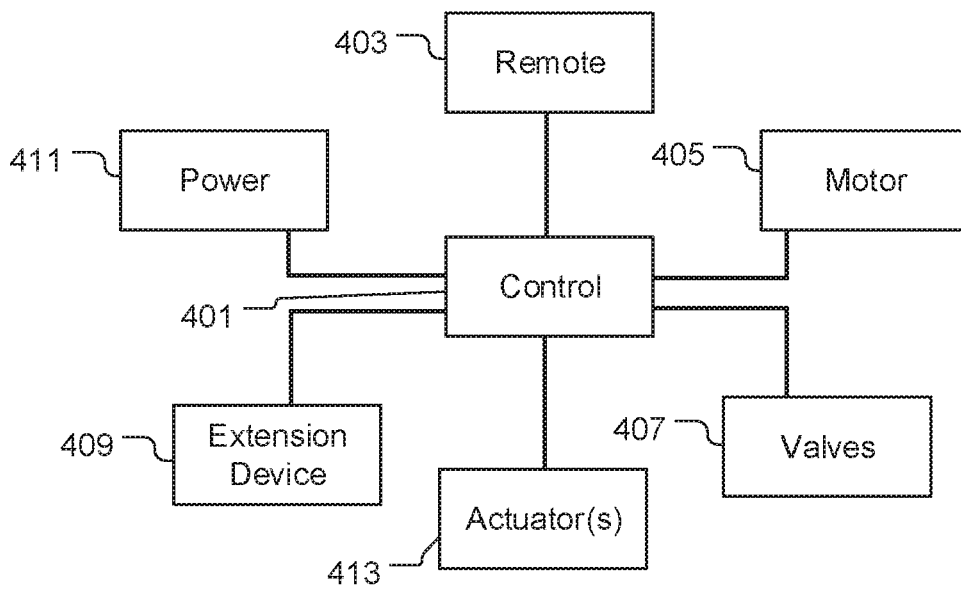 403
Remote
411
Power
405
Motor
Control
401
409
Extension
Device
407
Valves
Actuator(s)
413